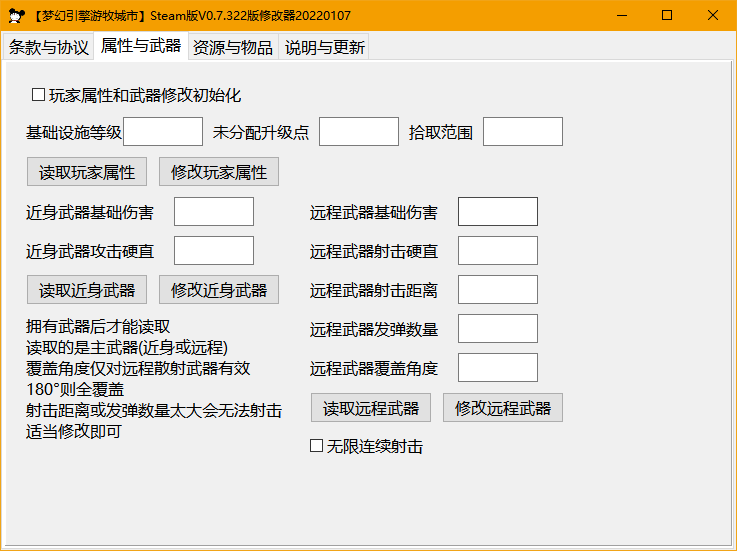 【梦幻引擎游牧城市】Steam版V0.7.322版修改器20220107
条款与协议 属性与武器 资源与物品 说明与更新
玩家属性和武器修改初始化
基础设施等级 未分配升级点 拾取范围
读取玩家属性 修改玩家属性
近身武器基础伤害 远程武器基础伤害
近身武器攻击硬直 远程武器射击硬直
读取近身武器 修改近身武器 远程武器射击距离
拥有武器后才能读取 远程武器发弹数量
读取的是主武器(近身或远程)
覆盖角度仅对远程散射武器有效 远程武器覆盖角度
180°则全覆盖
射击距离或发弹数量太大会无法射击 读取远程武器 修改远程武器
适当修改即可
无限连续射击